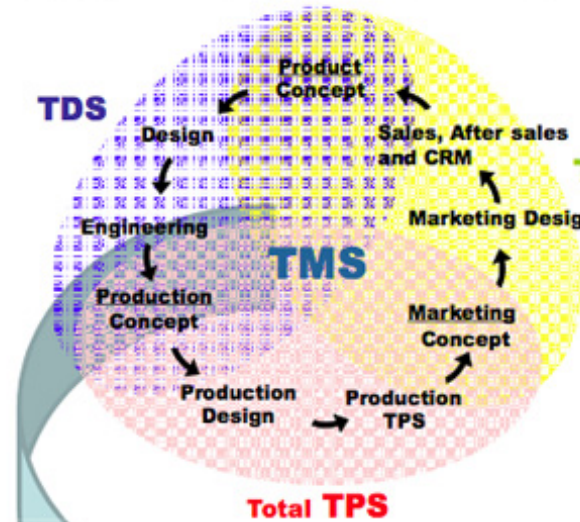 Product
Concept
TDS
Design
Sales, After sales
and CRM
Engineering
Marketing Desig
TMS
Production
Concept
Marketing
Concept
Production
Design
Production
TPS
Total TPS